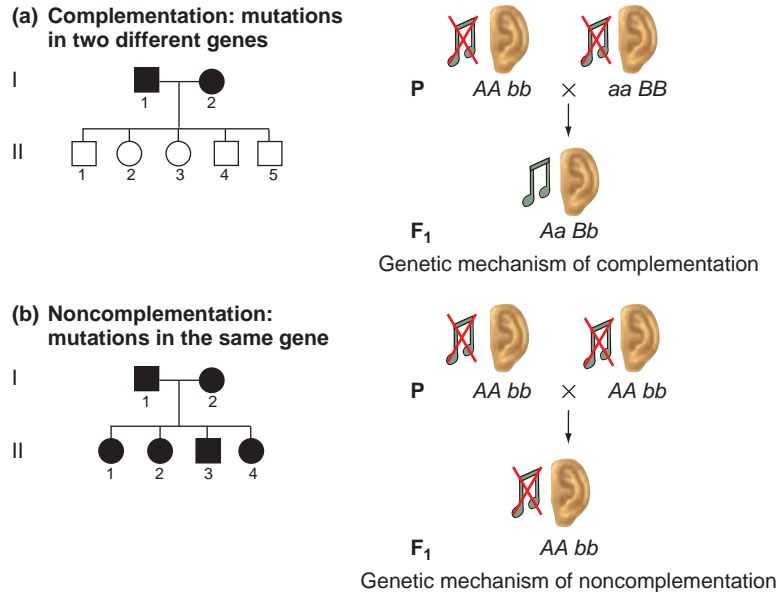 (a) Complementation: mutations
in two different genes
I
1 2
II
1 2 3 4 5
P AA bb × aa BB
F1 Aa Bb
Genetic mechanism of complementation
(b) Noncomplementation:
mutations in the same gene
I
1 2
II
1 2 3 4
P AA bb × AA bb
F1 AA bb
Genetic mechanism of noncomplementation